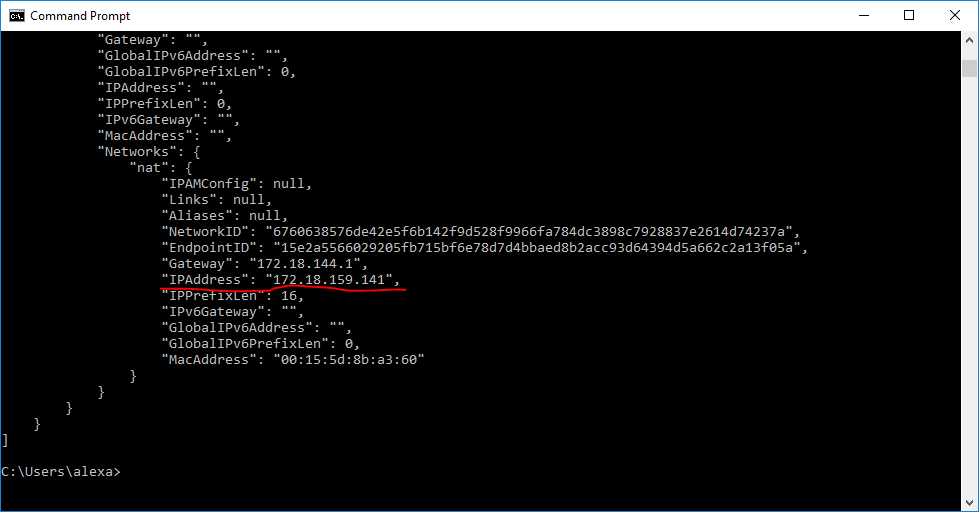 Command Prompt
"Gateway": "",
"GlobalIPv6Address": "",
"GlobalIPv6PrefixLen": 0,
"IPAddress": "",
"IPPrefixLen": 0,
"IPv6Gateway": "",
"MacAddress": "",
"Networks": {
"nat": {
"IPAMConfig": null,
"Links": null,
"Aliases": null,
"NetworkID": "6760638576de42e5f6b142f9d528f9966fa784dc3898c7928837e2614d74237a",
"EndpointID": "15e2a5566029205fb715bf6e78d7d4bbaed8b2acc93d64394d5a662c2a13f05a",
"Gateway": "172.18.144.1",
"IPAddress": "172.18.159.141",
"IPPrefixLen": 16,
"IPv6Gateway": "",
"GlobalIPv6Address": "",
"GlobalIPv6PrefixLen": 0,
"MacAddress": "00:15:5d:8b:a3:60"
}
}
}
}
]
C:\Users\alexa>